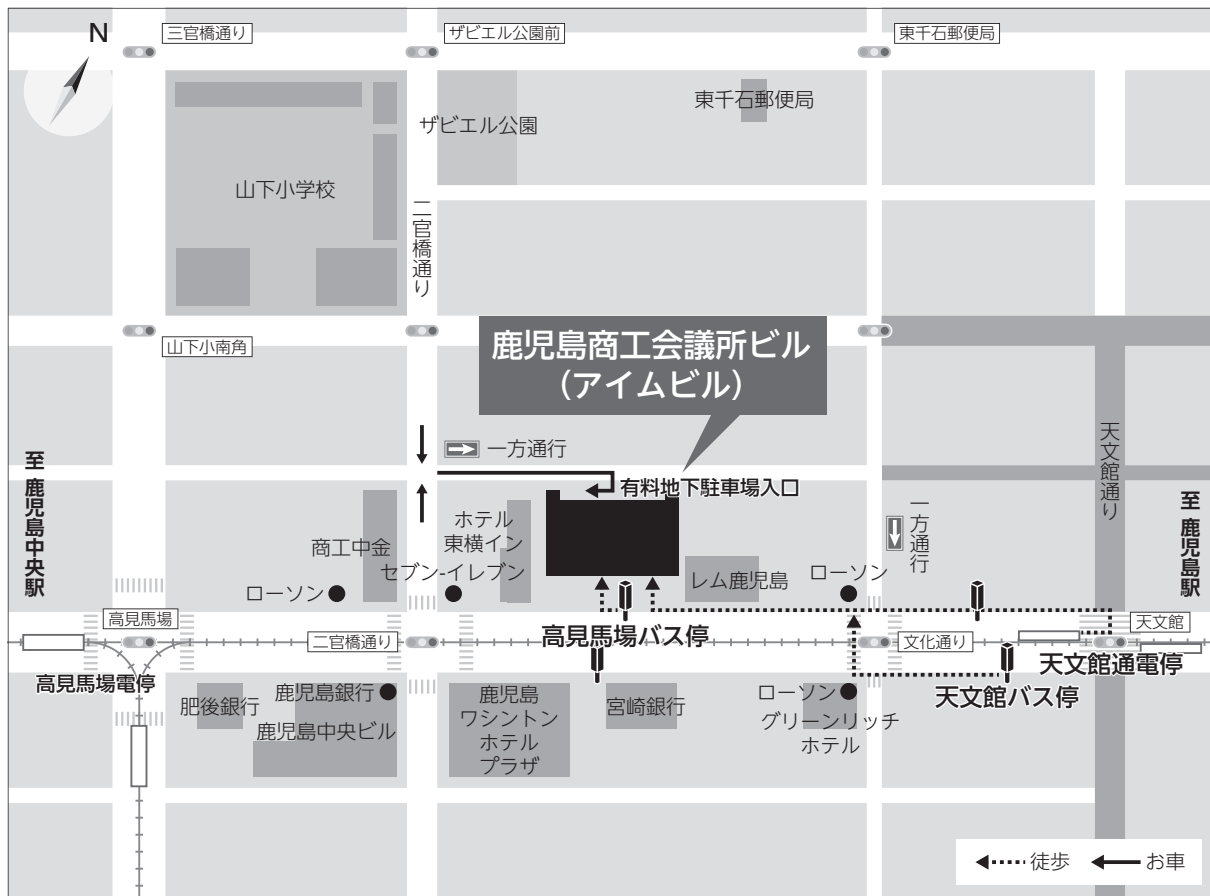 N
三官橋通り
ザビエル公園前
東千石郵便局
東千石郵便局
ザビエル公園
山下小学校
二官橋通り
山下小南角
鹿児島商工会議所ビル
（アイムビル）
天文館通り
一方通行
至 鹿児島中央駅
有料地下駐車場入口
至 鹿児島駅
一方通行
ホテル
東横イン
商工中金
セブン-イレブン
レム鹿児島
ローソン
ローソン
高見馬場
天文館
高見馬場バス停
二官橋通り
文化通り
天文館通電停
高見馬場電停
天文館バス停
鹿児島銀行
肥後銀行
鹿児島中央ビル
鹿児島
ワシントン
ホテル
プラザ
宮崎銀行
ローソン
グリーンリッチ
ホテル
徒歩
お車